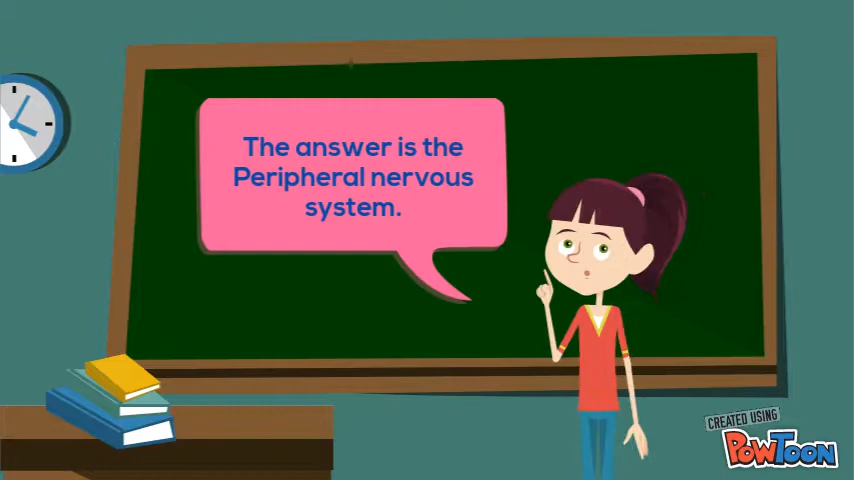 The answer is the
Peripheral nervous
system.
CREATED USING
POWTOON